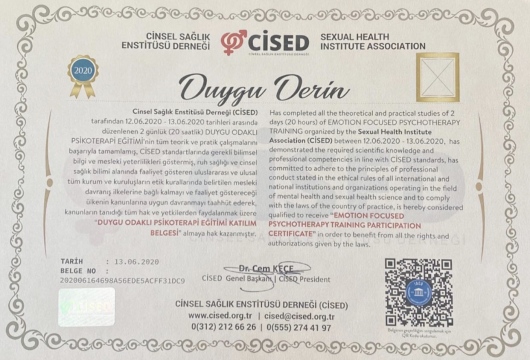 CİNSEL SAĞLIK
ENSTİTÜSÜ DERNEĞİ
CİSED
SEXUAL HEALTH
INSTITUTE ASSOCIATION
2020
Duygu Derin
Cinsel Sağlık Enstitüsü Derneği (CİSED)
tarafından 12.06.2020 - 13.06.2020 tarihleri arasında
düzenlenen 2 günlük (20 saatlik) DUYGU ODAKLI
PSİKOTERAPİ EĞİTİMİ'nin tüm teorik ve pratik çalışmalarını
başarıyla tamamlamış, CİSED standartlarında gerekli bilimsel
bilgi ve mesleki yeterlilikleri göstermiş, ruh sağlığı ve cinsel
sağlık bilimi alanında faaliyet gösteren uluslararası ve ulusal
tüm kurum ve kuruluşların etik kurallarında belirtilen mesleki
davranış ilkelerine bağlı kalmayı ve faaliyet göstereceği
ülkenin kanunlarına uygun davranmayı taahhüt ederek,
kanunların tanıdığı tüm hak ve yetkilerden faydalanmak üzere
"DUYGU ODAKLI PSİKOTERAPİ EĞİTİMİ KATILIM
BELGESİ" almaya hak kazanmıştır.
Has completed all the theoretical and practical studies of 2
days (20 hours) of EMOTION FOCUSED PSYCHOTHERAPY
TRAINING organized by the Sexual Health Institute
Association (CİSED) between 12.06.2020 - 13.06.2020, has
demonstrated the required scientific knowledge and
professional competencies in line with CİSED standards, has
committed to adhere to the principles of professional
conduct stated in the ethical rules of all international and
national institutions and organizations operating in the field
of mental health and sexual health science and to comply
with the laws of the country of practice, is hereby considered
qualified to receive "EMOTION FOCUSED
PSYCHOTHERAPY TRAINING PARTICIPATION
CERTIFICATE" in order to benefit from all the rights and
authorizations given by the laws.
TARİH : 13.06.2020
BELGE NO :
202006164698A56EDE5ACFF31DC9
Dr. Cem KEÇE
CİSED Genel Başkanı | CİSED President
CİNSEL SAĞLIK ENSTİTÜSÜ DERNEĞİ (CİSED)
www.cised.org.tr | cised@cised.org.tr
0(312) 212 66 26 | 0(555) 274 41 97